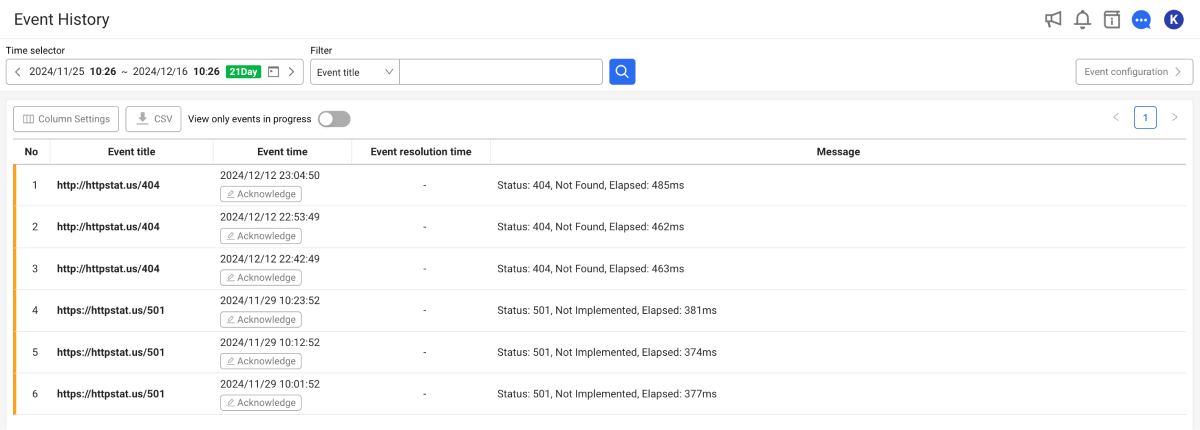 Event History
K
Time selector
Filter
2024/11/25 10:26 ~ 2024/12/16 10:26 21Day
Event title
Event configuration
Column Settings
CSV
View only events in progress
1
No Event title Event time Event resolution time Message
1 http://httpstat.us/404 2024/12/12 23:04:50 - Status: 404, Not Found, Elapsed: 485ms
Acknowledge
2 http://httpstat.us/404 2024/12/12 22:53:49 - Status: 404, Not Found, Elapsed: 462ms
Acknowledge
3 http://httpstat.us/404 2024/12/12 22:42:49 - Status: 404, Not Found, Elapsed: 463ms
Acknowledge
4 https://httpstat.us/501 2024/11/29 10:23:52 - Status: 501, Not Implemented, Elapsed: 381ms
Acknowledge
5 https://httpstat.us/501 2024/11/29 10:12:52 - Status: 501, Not Implemented, Elapsed: 374ms
Acknowledge
6 https://httpstat.us/501 2024/11/29 10:01:52 - Status: 501, Not Implemented, Elapsed: 377ms
Acknowledge